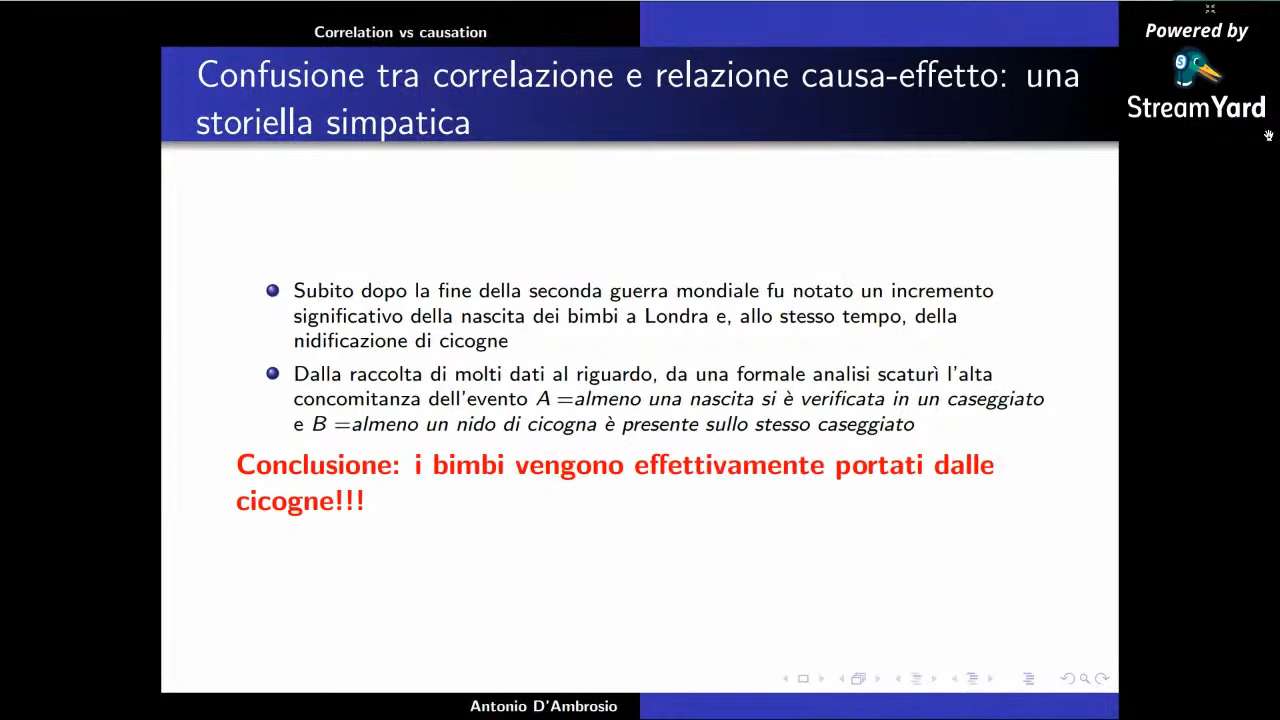 Correlation vs causation
Powered by
StreamYard
Confusione tra correlazione e relazione causa-effetto: una
storiella simpatica
Subito dopo la fine della seconda guerra mondiale fu notato un incremento
significativo della nascita dei bimbi a Londra e, allo stesso tempo, della
nidificazione di cicogne
Dalla raccolta di molti dati al riguardo, da una formale analisi scaturì l'alta
concomitanza dell'evento A =almeno una nascita si è verificata in un caseggiato
e B =almeno un nido di cicogna è presente sullo stesso caseggiato
Conclusione: i bimbi vengono effettivamente portati dalle
cicogne!!!
Antonio D'Ambrosio